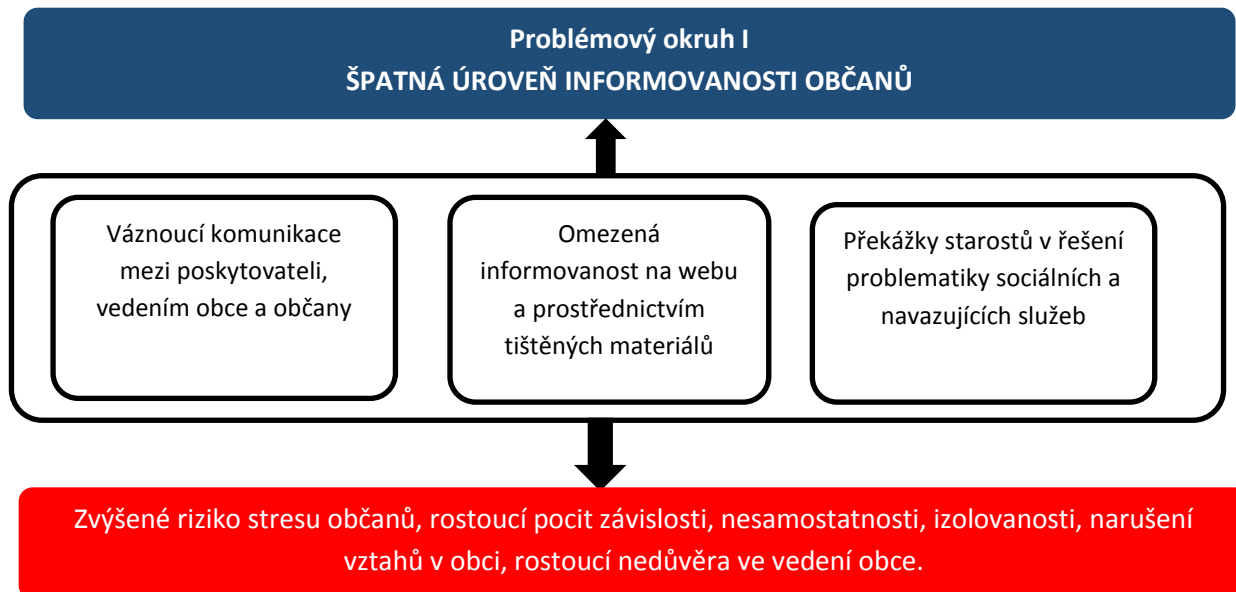 Problémový okruh I
ŠPATNÁ ÚROVEŇ INFORMOVANOSTI OBČANŮ
Váznoucí komunikace
mezi poskytovateli,
vedením obce a občany
Omezená
informovanost na webu
a prostřednictvím
tištěných materiálů
Překážky starostů v řešení
problematiky sociálních a
navazujících služeb
Zvýšené riziko stresu občanů, rostoucí pocit závislosti, nesamostatnosti, izolovanosti, narušení
vztahů v obci, rostoucí nedůvěra ve vedení obce.